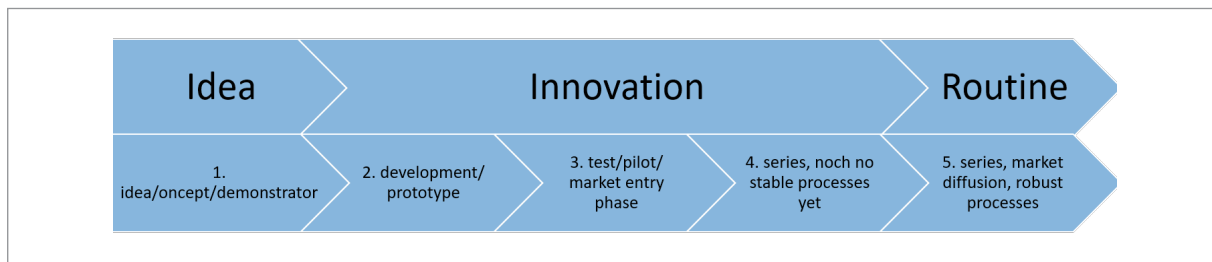 Idea
Innovation
Routine
1.
idea/oncept/demonstrator
2. development/
prototype
3. test/pilot/
market entry
phase
4. series, noch no
stable processes
yet
5. series, market
diffusion, robust
processes